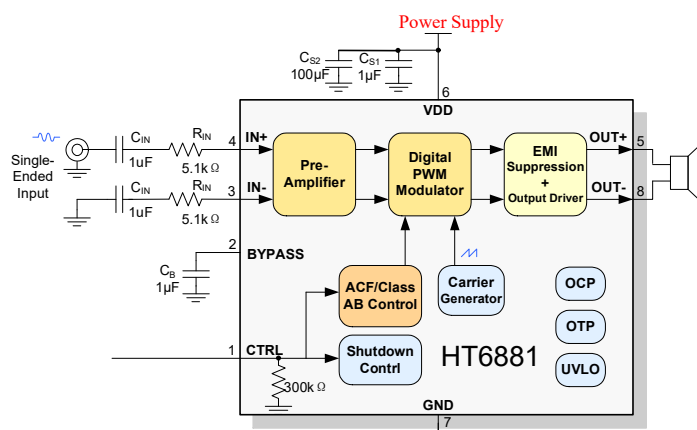 Power Supply
CS2
100µF
CS1
1µF
6
VDD
Single-
Ended
Input
CIN
1uF
RIN
5.1kΩ
4
IN+
Pre-
Amplifier
Digital
PWM
Modulator
EMI
Suppression
+
Output Driver
OUT+
5
CIN
1uF
RIN
5.1kΩ
3
IN-
OUT-
8
2
BYPASS
CB
1µF
ACF/Class
AB Control
Carrier
Generator
OCP
OTP
UVLO
1
CTRL
300kΩ
Shutdown
Contrl
HT6881
GND
7